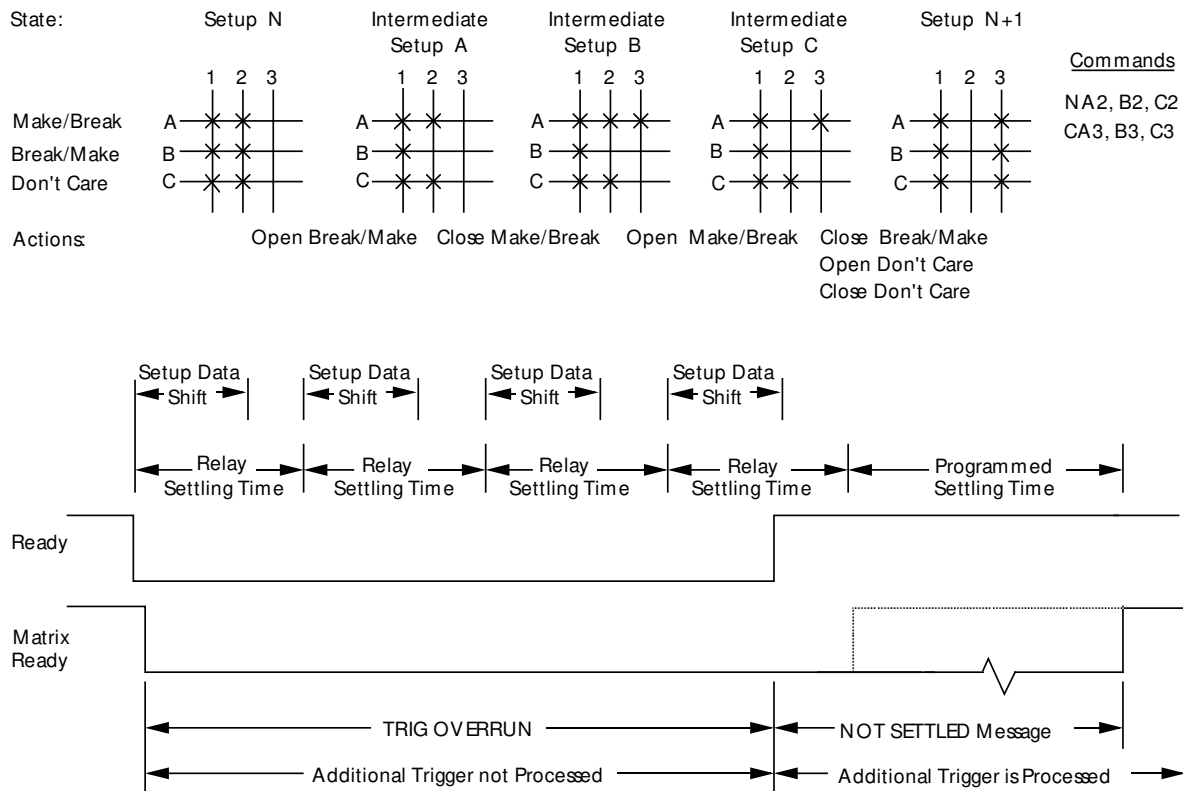 State: Setup N Intermediate Intermediate Intermediate Setup N+1
Setup A Setup B Setup C
Commands
1 2 3 1 2 3 1 2 3 1 2 3 1 2 3
NA2, B2, C2
Make/Break A A A A A
CA3, B3, C3
Break/Make B B B B B
Don't Care C C C C C
Actions: Open Break/Make Close Make/Break Open Make/Break Close Break/Make
Open Don't Care
Close Don't Care
Setup Data Setup Data Setup Data Setup Data
Shift Shift Shift Shift
Relay Relay Relay Relay Programmed
Settling Time Settling Time Settling Time Settling Time Settling Time
Ready
Matrix
Ready
TRIG OVERRUN NOT SETTLED Message
Additional Trigger not Processed Additional Trigger is Processed